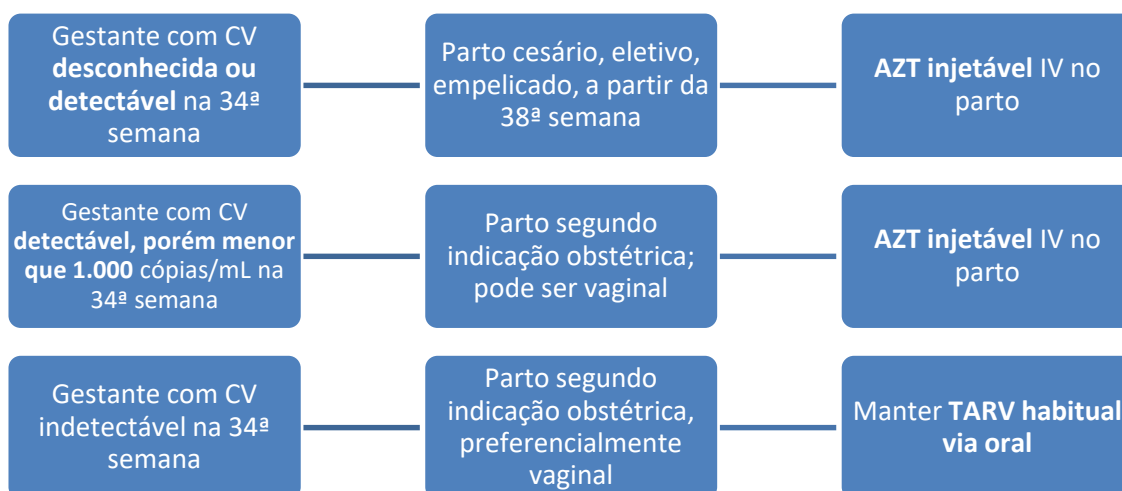 Gestante com CV
desconhecida ou
detectável na 34ª
semana
Parto cesário, eletivo,
empelicado, a partir da
38ª semana
AZT injetável IV no
parto
Gestante com CV
detectável, porém menor
que 1.000 cópias/mL na
34ª semana
Parto segundo
indicação obstétrica;
pode ser vaginal
AZT injetável IV no
parto
Gestante com CV
indetectável na 34ª
semana
Parto segundo
indicação obstétrica,
preferencialmente
vaginal
Manter TARV habitual
via oral